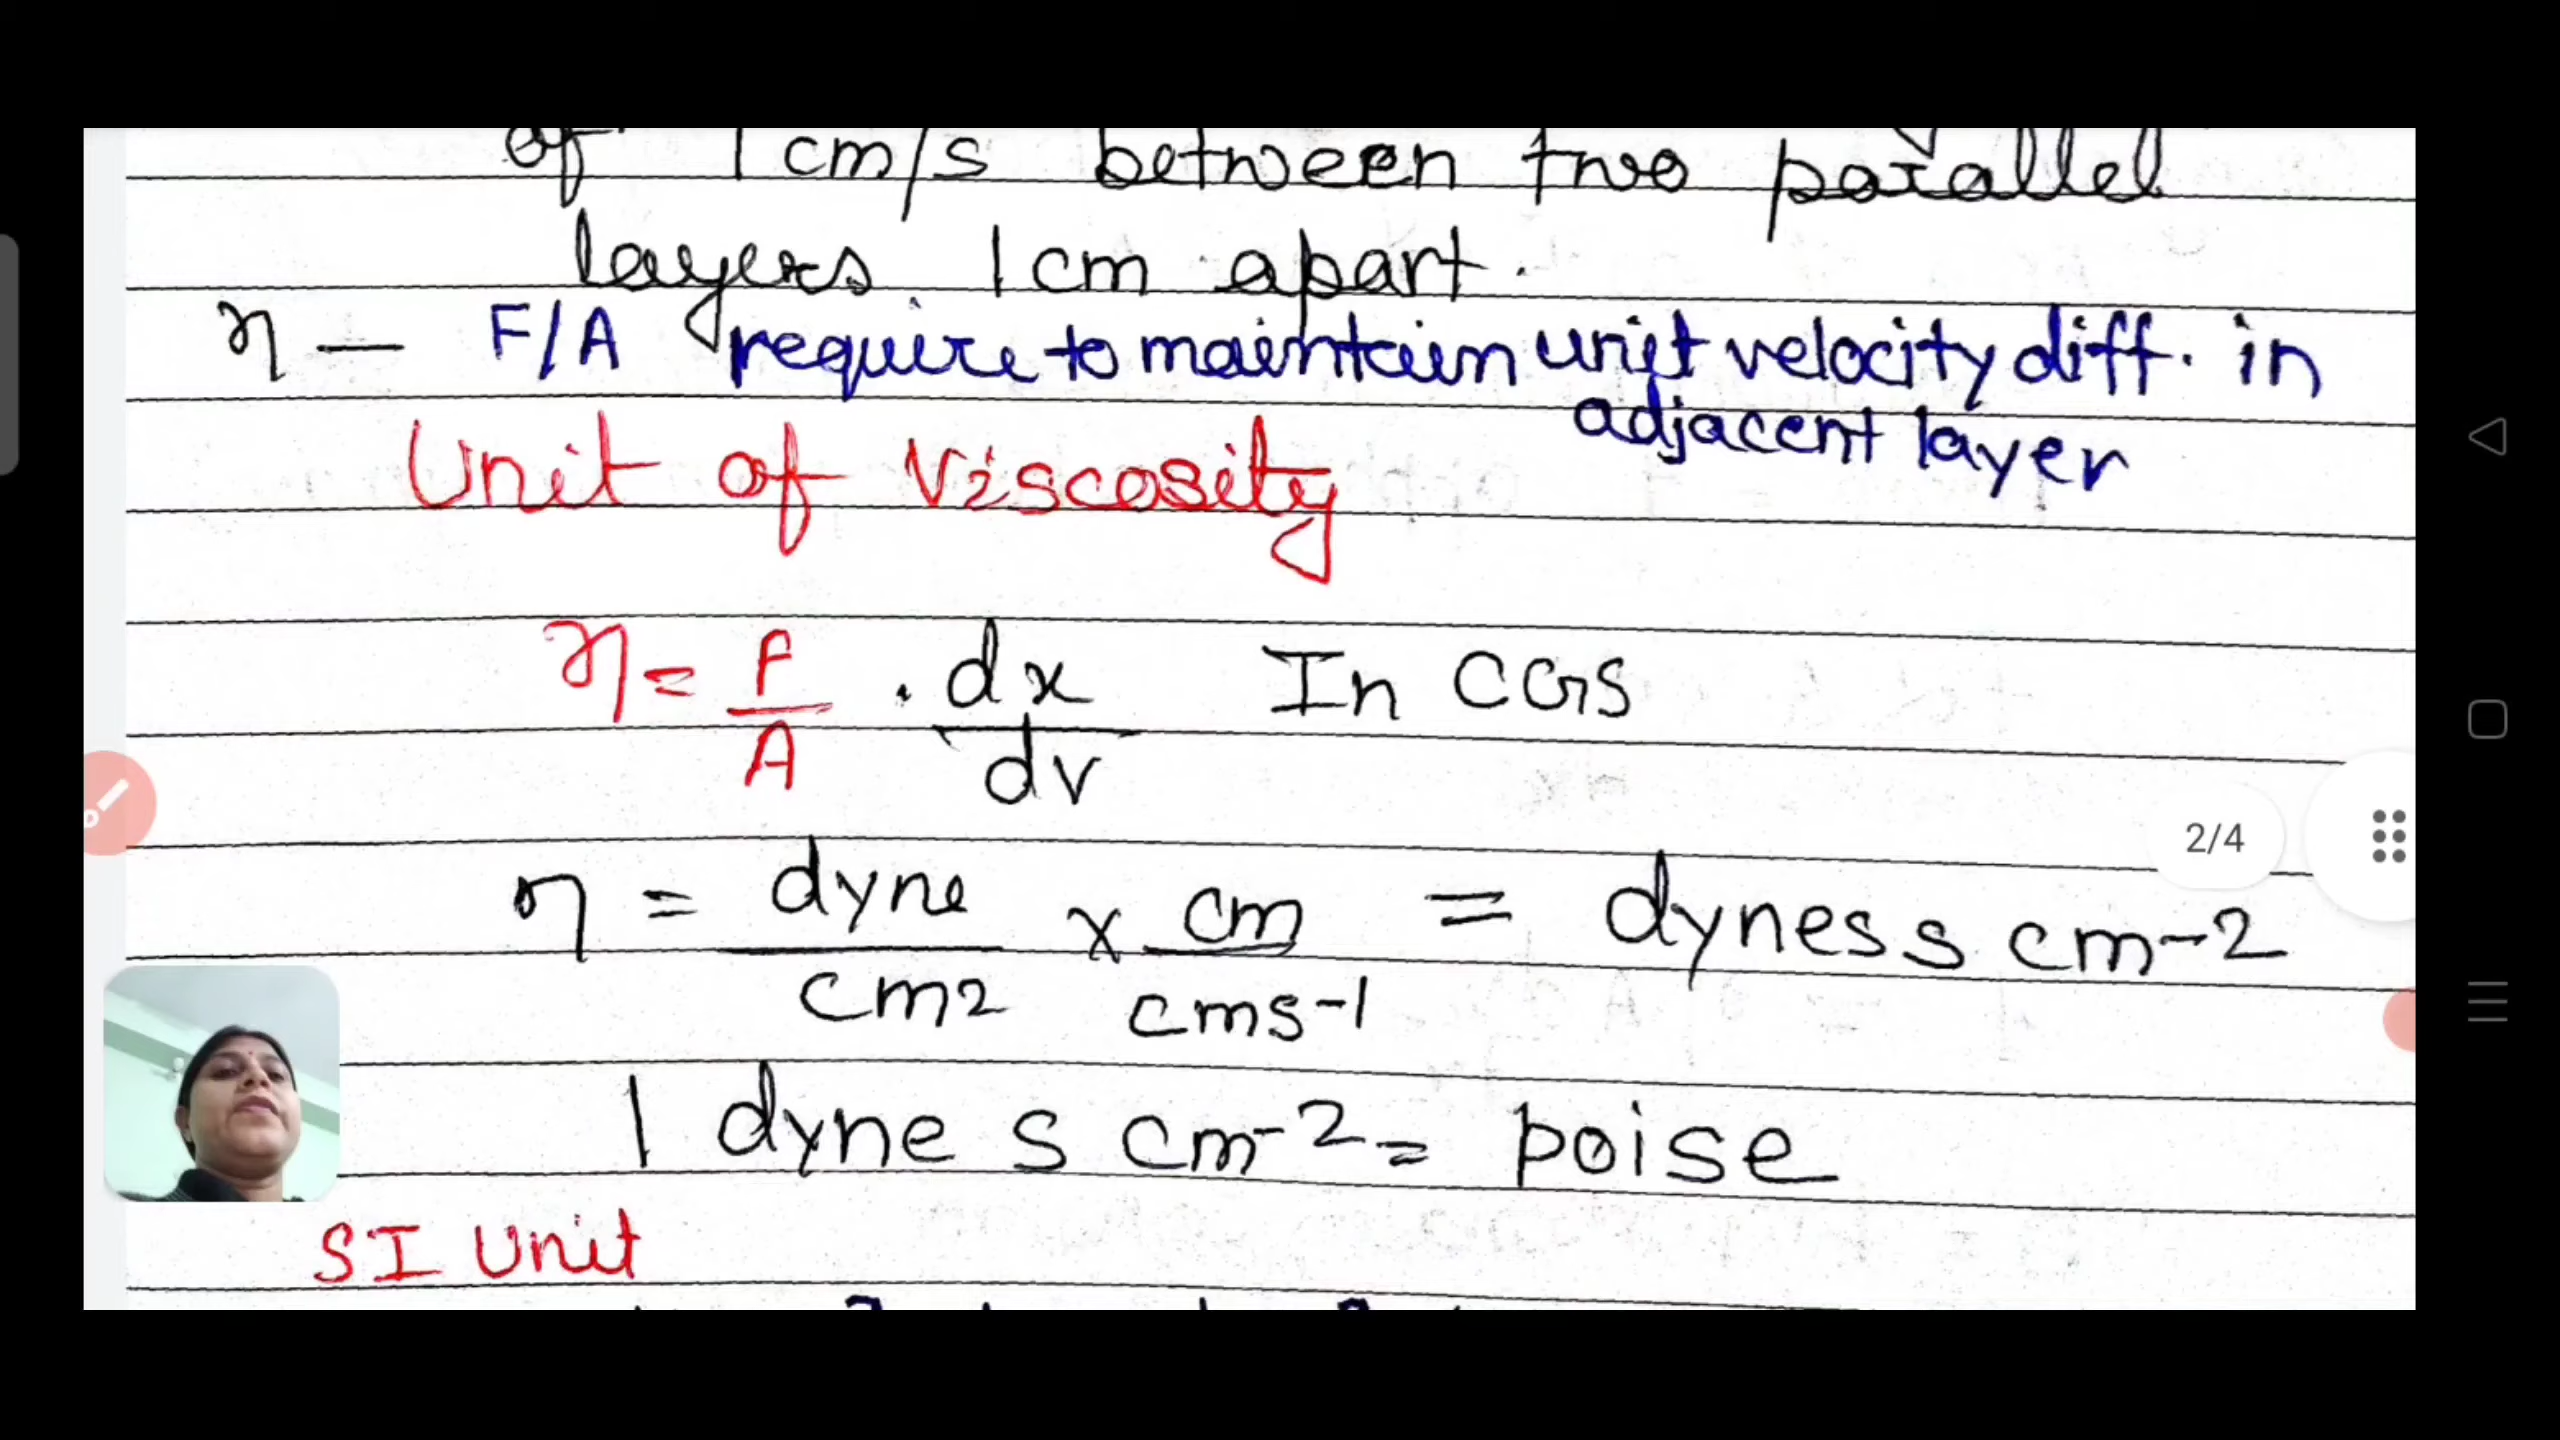 of 1 cm/s between two parallel
layers 1 cm apart.
η — F/A require to maintain unit velocity diff. in
adjacent layer
Unit of Viscosity
η = F/A . dx/dv In CGS
η = dyne/cm2 x cm/cms-1 = dynes s cm-2
2/4
1 dyne s cm-2 = poise
SI Unit